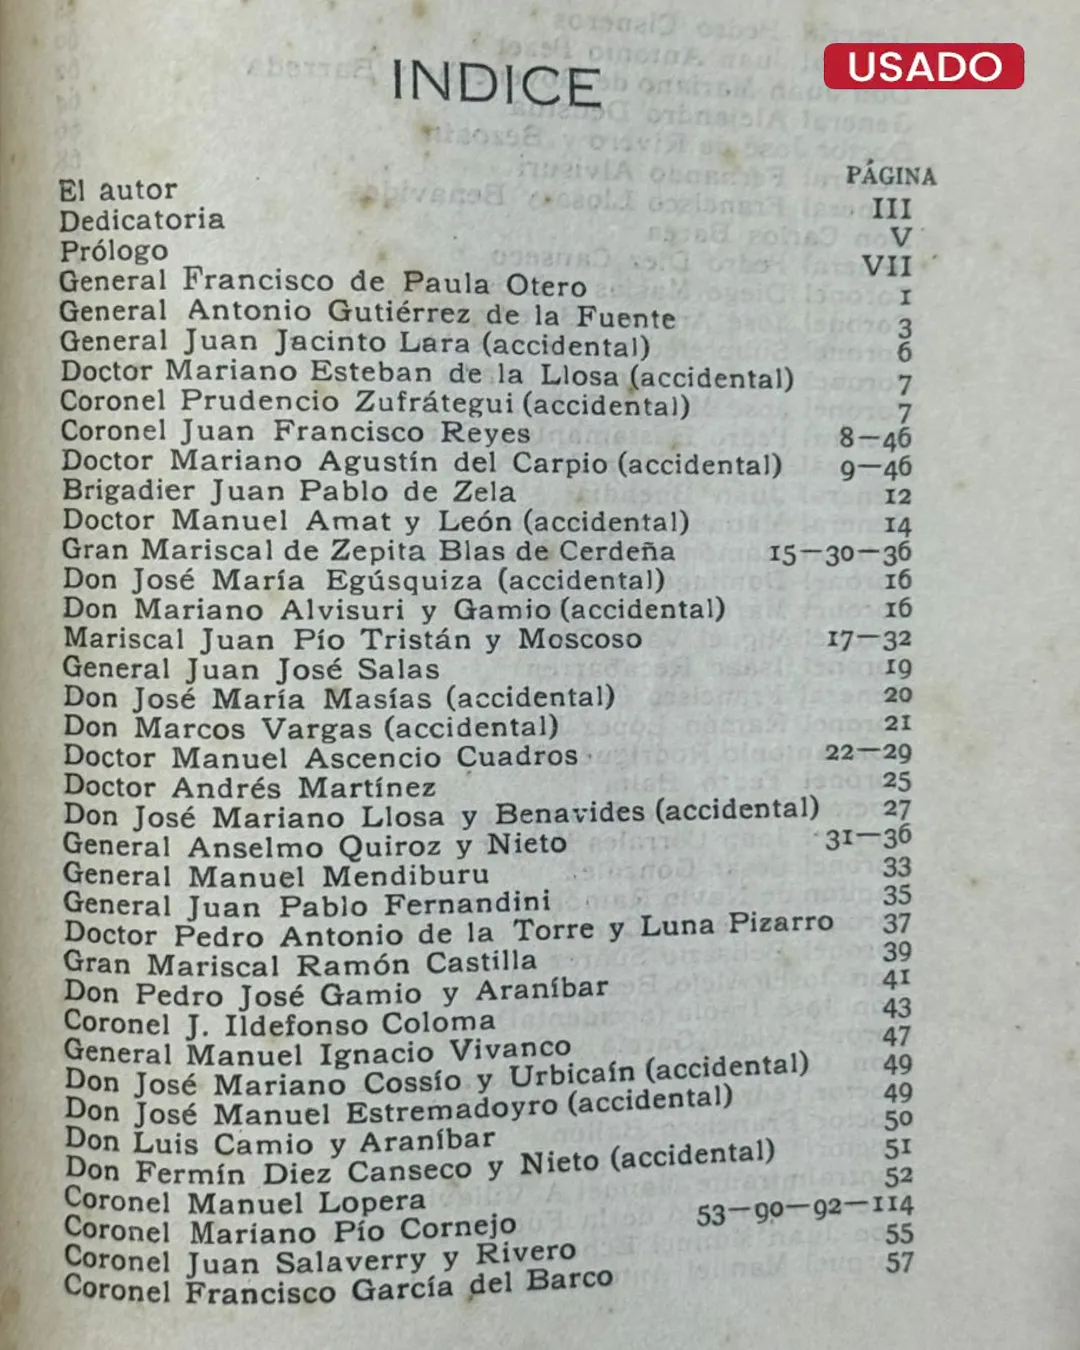 USADO
INDICE
PÁGINA
El autor III
Dedicatoria V
Prólogo VII
General Francisco de Paula Otero 1
General Antonio Gutiérrez de la Fuente 3
General Juan Jacinto Lara (accidental) 6
Doctor Mariano Esteban de la Llosa (accidental) 7
Coronel Prudencio Zufrátegui (accidental) 7
Coronel Juan Francisco Reyes 8—46
Doctor Mariano Agustín del Carpio (accidental) 9—46
Brigadier Juan Pablo de Zela 12
Doctor Manuel Amat y León (accidental) 14
Gran Mariscal de Zepita Blas de Cerdeña 15—30—36
Don José María Egúsquiza (accidental) 16
Don Mariano Alvisuri y Gamio (accidental) 16
Mariscal Juan Pío Tristán y Moscoso 17—32
General Juan José Salas 19
Don José María Masías (accidental) 20
Don Marcos Vargas (accidental) 21
Doctor Manuel Ascencio Cuadros 22—29
Doctor Andrés Martínez 25
Don José Mariano Llosa y Benavides (accidental) 27
General Anselmo Quiroz y Nieto 31—36
General Manuel Mendiburu 33
General Juan Pablo Fernandini 35
Doctor Pedro Antonio de la Torre y Luna Pizarro 37
Gran Mariscal Ramón Castilla 39
Don Pedro José Gamio y Araníbar 41
Coronel J. Ildefonso Coloma 43
General Manuel Ignacio Vivanco 47
Don José Mariano Cossío y Urbicaín (accidental) 49
Don José Manuel Estremadoyro (accidental) 49
Don Luis Camio y Araníbar 50
Don Fermín Diez Canseco y Nieto (accidental) 51
Coronel Manuel Lopera 52
Coronel Mariano Pío Cornejo 53—90—92—114
Coronel Juan Salaverry y Rivero 55
Coronel Francisco García del Barco 57